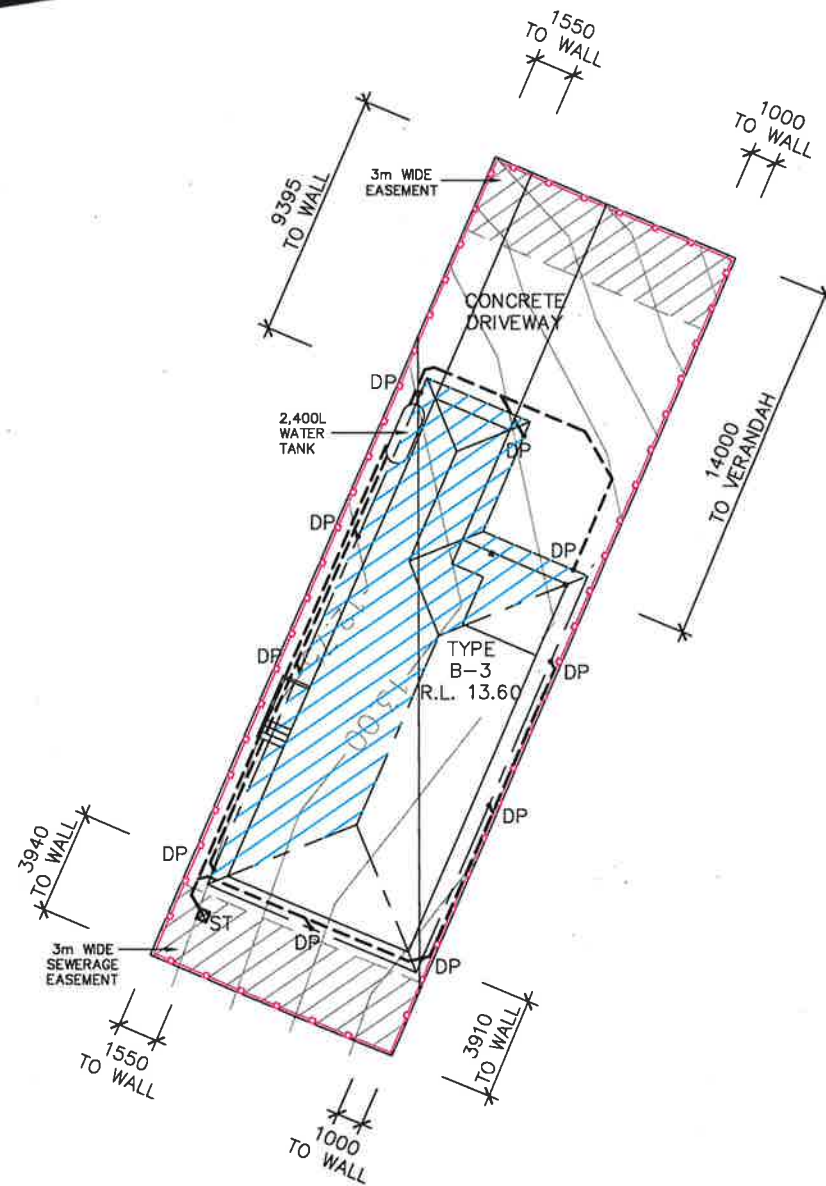 1550
TO WALL
1000
TO WALL
3m WIDE
EASEMENT
9395
TO WALL
CONCRETE
DRIVEWAY
DP
2,400L
WATER
TANK
DP
14000
TO VERANDAH
DP
DP
DP
TYPE
B-3
R.L. 13.60
DP
13.00
DP
3940
TO WALL
DP
ST
DP
DP
3m WIDE
SEWERAGE
EASEMENT
3910
TO WALL
1550
TO WALL
1000
TO WALL